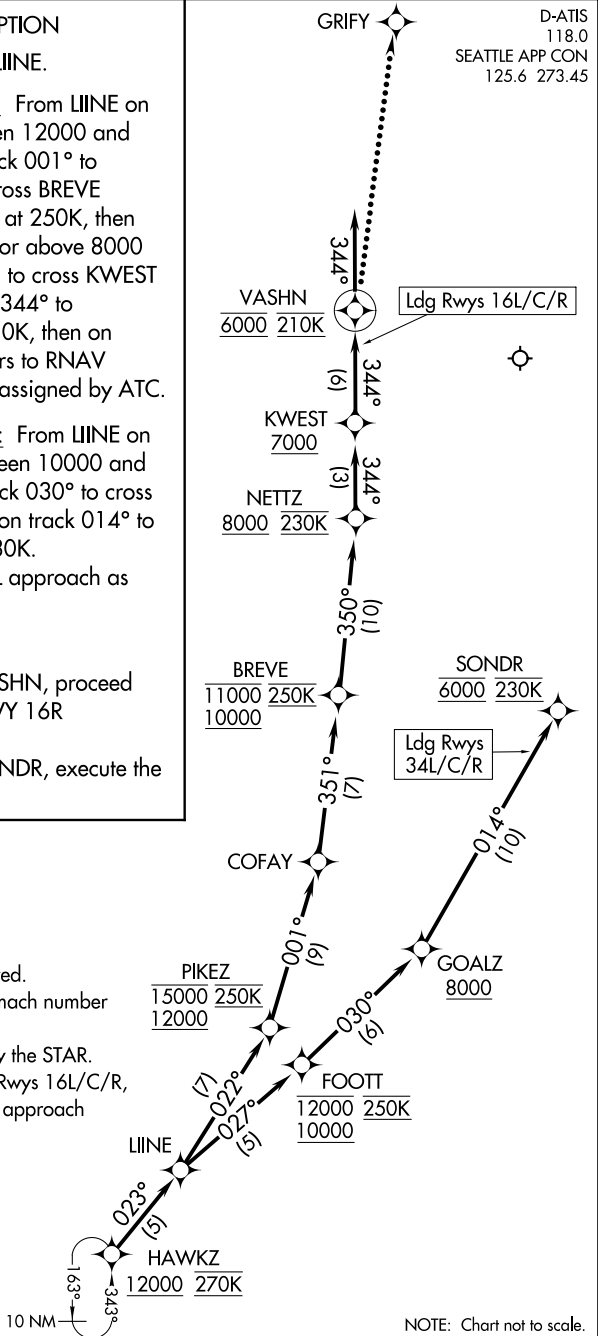 PTION
LIINE.
From LIINE on
en 12000 and
ck 001° to
ross BREVE
at 250K, then
or above 8000
to cross KWEST
344° to
0K, then on
rs to RNAV
assigned by ATC.
From LIINE on
een 10000 and
ck 030° to cross
on track 014° to
30K.
L approach as
SHN, proceed
VY 16R
NDR, execute the
ed.
mach number
y the STAR.
Rwys 16L/C/R,
approach
D-ATIS
118.0
SEATTLE APP CON
125.6 273.45
GRIFY
344°
VASHN
6000 210K
Ldg Rwys 16L/C/R
344°
(6)
KWEST
7000
344°
(3)
NETTZ
8000 230K
350°
(10)
BREVE
11000 250K
10000
SONDR
6000 230K
Ldg Rwys
34L/C/R
351°
(7)
014°
(10)
COFAY
001°
(9)
GOALZ
8000
PIKEZ
15000 250K
12000
030°
(6)
(7)
022°
FOOTT
12000 250K
10000
027°
(5)
LIINE
023°
(5)
HAWKZ
12000 270K
163°
343°
10 NM
NOTE: Chart not to scale.